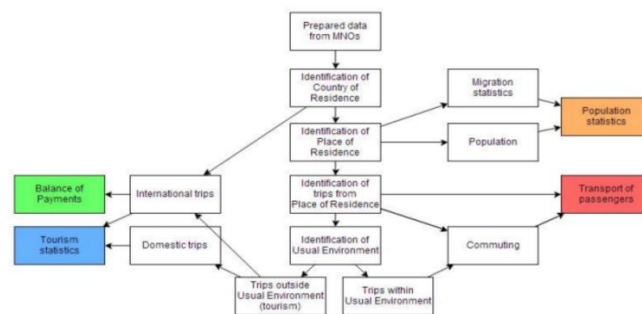 Prepared data
from MNOs
Identification of
Country of
Residence
Migration
statistics
Population
statistics
Identification of
Place of
Residence
Population
Balance of
Payments
International trips
Identification of
trips from
Place of Residence
Transport of
passengers
Tourism
statistics
Domestic trips
Identification of
Usual Environment
Commuting
Trips outside
Usual Environment
(tourism)
Trips within
Usual Environment